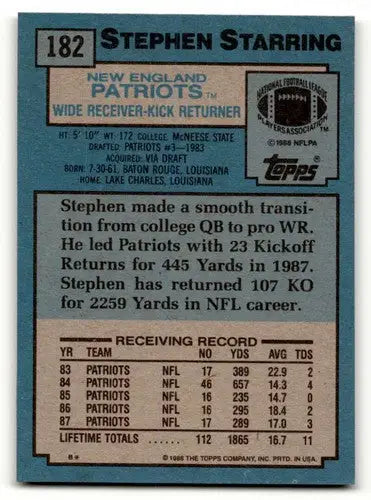 182 STEPHEN STARRING
NEW ENGLAND
PATRIOTS™
WIDE RECEIVER-KICK RETURNER
NATIONAL FOOTBALL LEAGUE
PLAYERS ASSOCIATION™
© 1988 NFLPA
Topps®
HT: 5' 10" WT: 172 COLLEGE: McNEESE STATE
DRAFTED: PATRIOTS #3-1983
ACQUIRED: VIA DRAFT
BORN: 7-30-61, BATON ROUGE, LOUISIANA
HOME: LAKE CHARLES, LOUISIANA
Stephen made a smooth transi-
tion from college QB to pro WR.
He led Patriots with 23 Kickoff
Returns for 445 Yards in 1987.
Stephen has returned 107 KO
for 2259 Yards in NFL career.
RECEIVING RECORD
YR TEAM NO YDS AVG TDS
83 PATRIOTS NFL 17 389 22.9 2
84 PATRIOTS NFL 46 657 14.3 4
85 PATRIOTS NFL 16 235 14.7 0
86 PATRIOTS NFL 16 295 18.4 2
87 PATRIOTS NFL 17 289 17.0 3
LIFETIME TOTALS ..... 112 1865 16.7 11
B* © 1988 THE TOPPS COMPANY, INC. PRTD. IN USA.